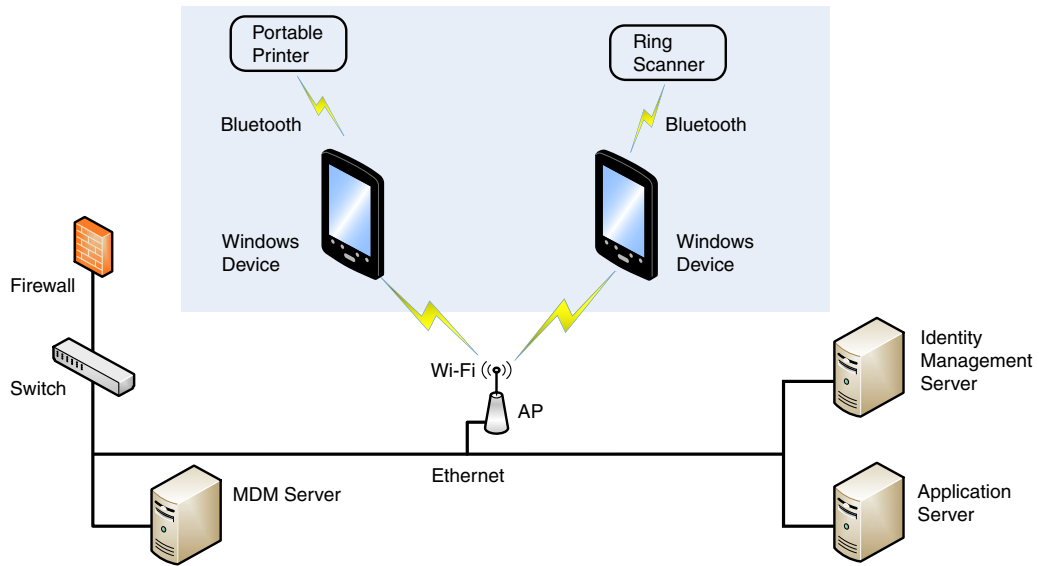 Portable
Printer
Ring
Scanner
Bluetooth
Bluetooth
Windows
Device
Windows
Device
Firewall
Switch
Wi-Fi
AP
Identity
Management
Server
Ethernet
MDM Server
Application
Server